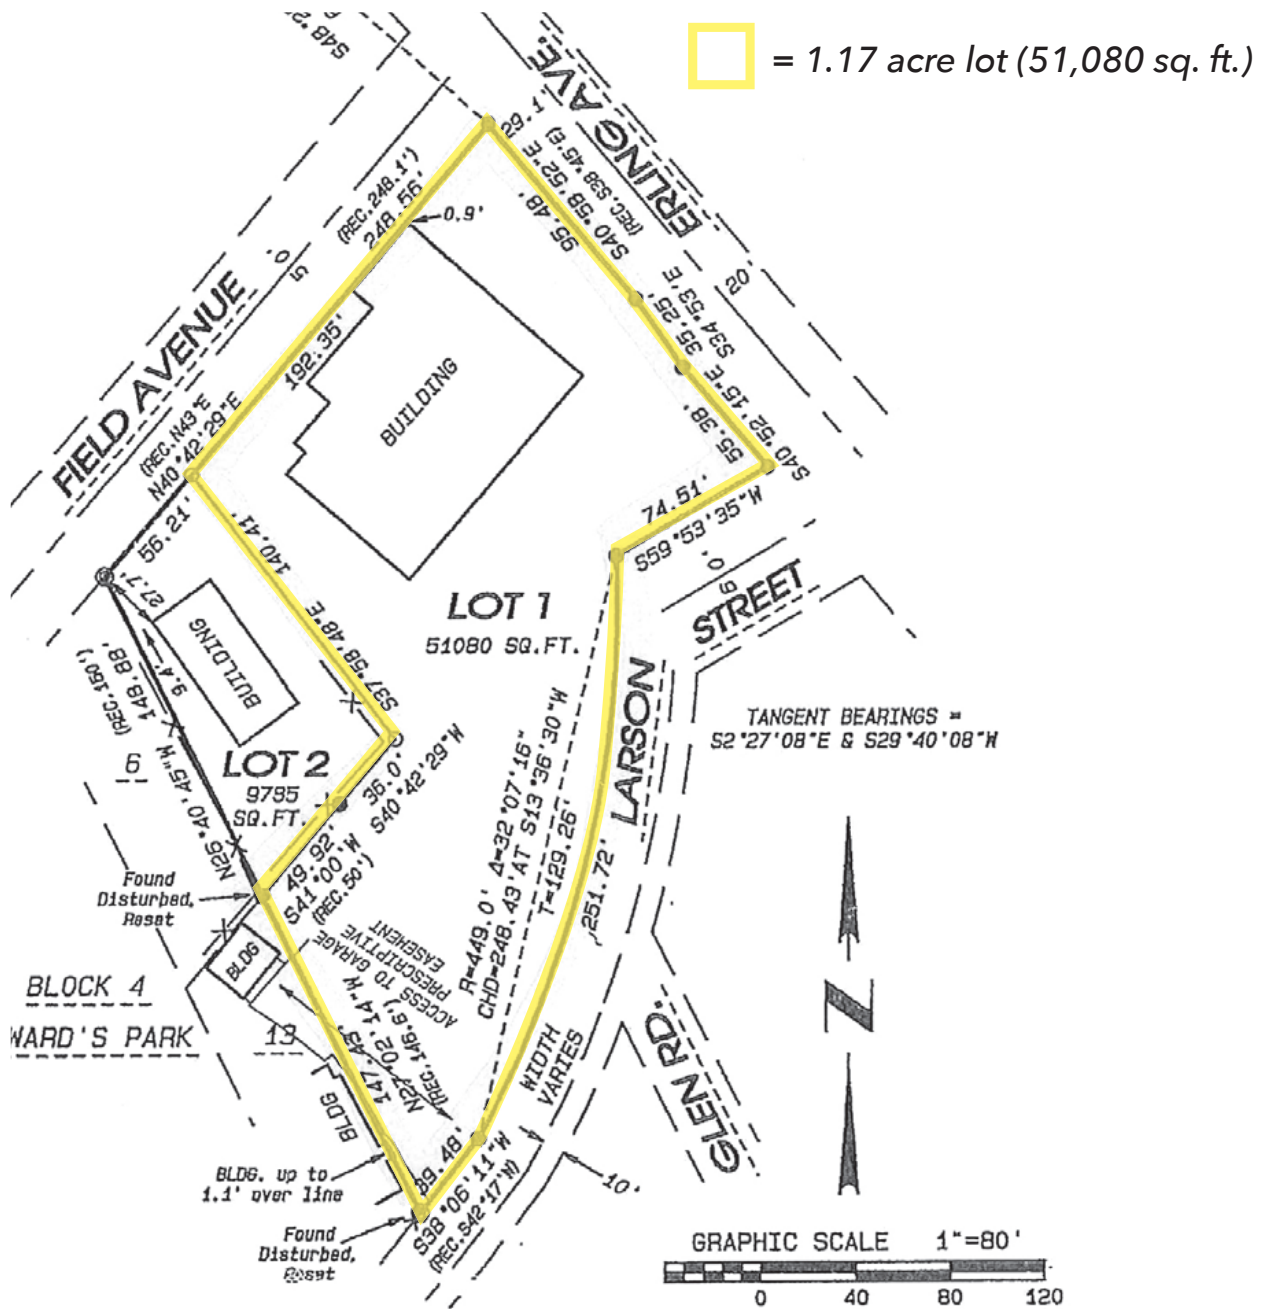 = 1.17 acre lot (51,080 sq. ft.)
S48°2
ERLING AVE.
29.1'
S40°58'52"E
(REC.S38°45'E)
95.48'
(REC.248.1')
248.56'
0.9'
50'
FIELD AVENUE
192.35'
BUILDING
35.25'
S34°53'E
20'
(REC.N43°E
N40°42'29"E
55.38'
S40°52'15"E
74.51'
S59°53'35"W
56.21'
140.41'
S37°58'48"E
27.7'
60'
STREET
LOT 1
51080 SQ.FT.
BUILDING
9.4'
(REC.150')
148.88'
N25°40'45"W
LARSON
TANGENT BEARINGS =
S2°27'08"E & S29°40'08"W
6
LOT 2
9795
SQ.FT.
36.0'
S40°42'29"W
R=449.0' Δ=32°07'16"
CHD=248.43'AT S13°36'30"W
T=129.26'
251.72'
49.92'
S41°00'W
(REC.50')
Found
Disturbed,
Reset
ACCESS TO GARAGE
PRESCRIPTIVE
EASEMENT
BLDG
BLOCK 4
WARD'S PARK
13
147.43'
N27°02'14"W
(REC.146.6')
WIDTH
VARIES
GLEN RD.
N
BLDG
39.48'
S38°06'11"W
(REC.S42°17'W)
10'
BLDG. up to
1.1' over line
Found
Disturbed,
Reset
GRAPHIC SCALE 1"=80'
0 40 80 120